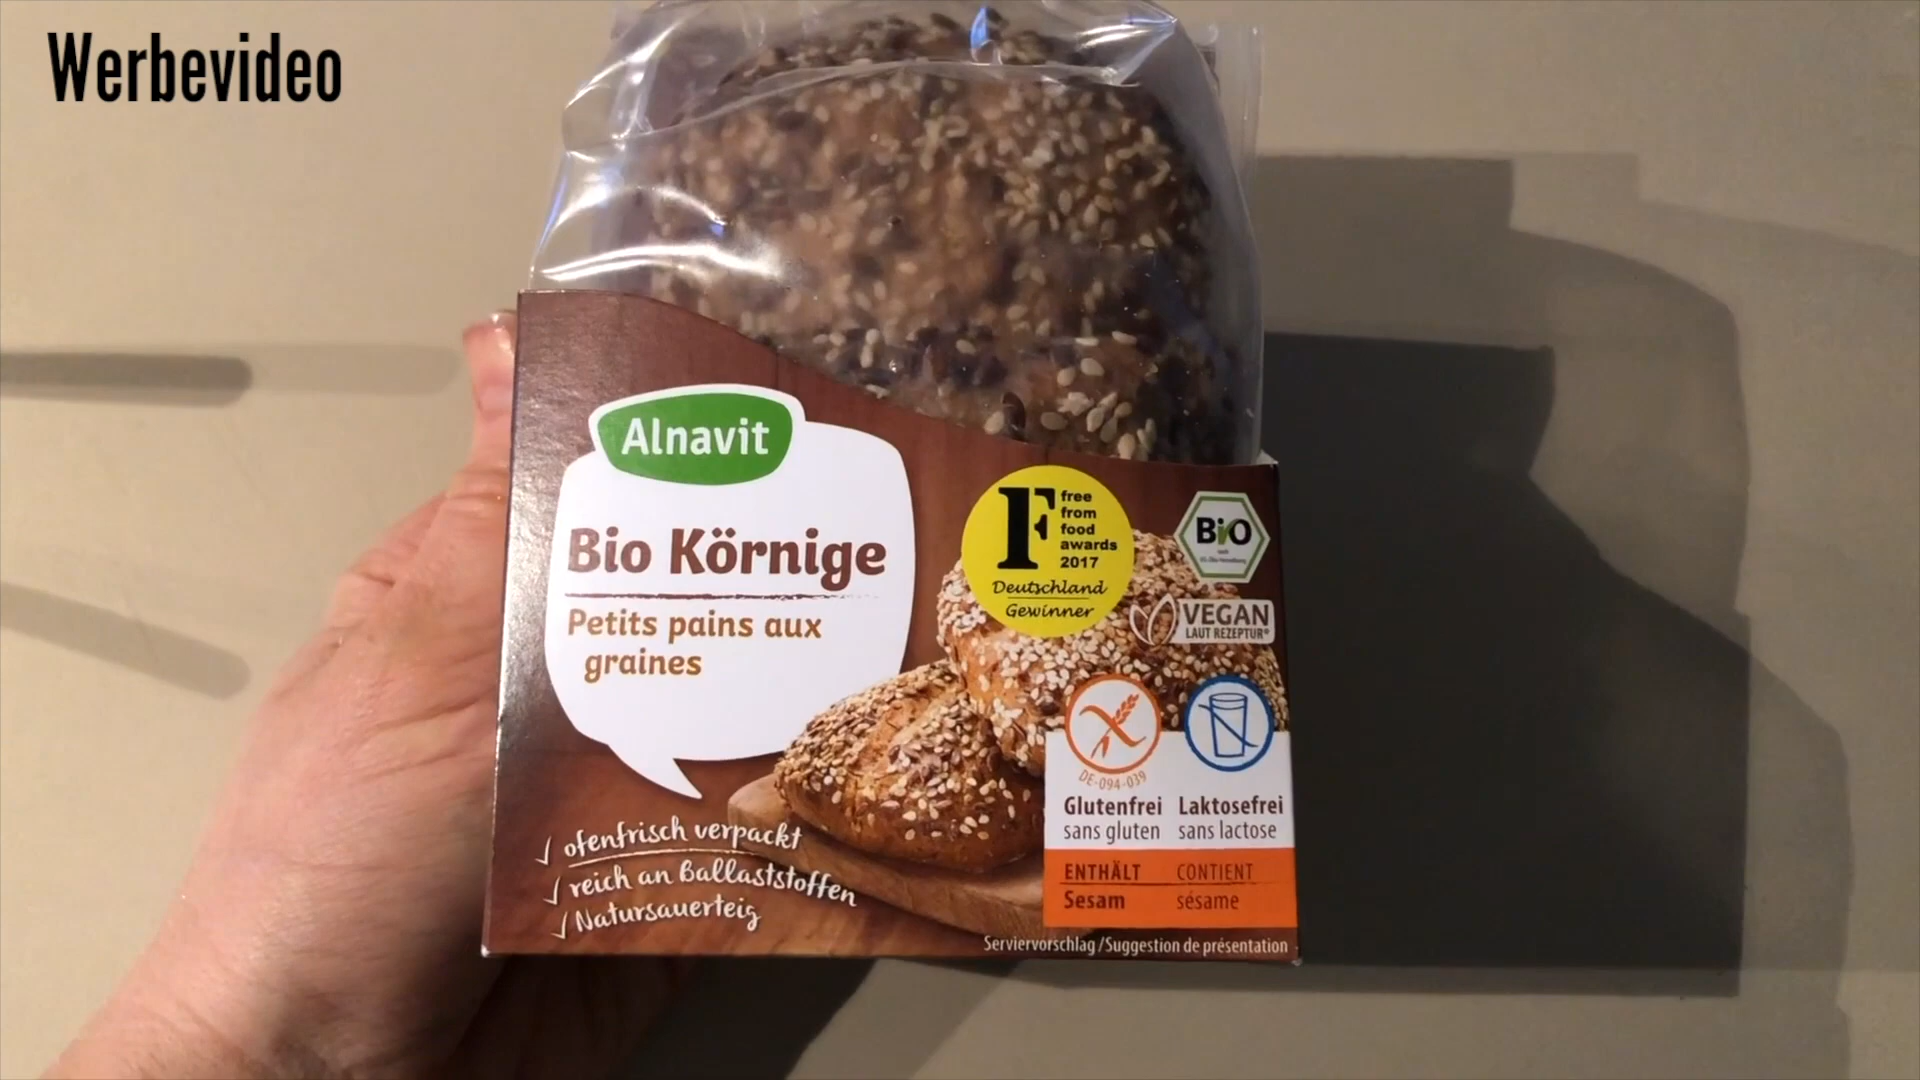 Werbevideo
Alnavit
Bio Körnige
Petits pains aux
graines
free
from
food
awards
2017
F
Deutschland
Gewinner
BiO
VEGAN
LAUT REZEPTUR*
DE-094-039
Glutenfrei Laktosefrei
sans gluten sans lactose
ENTHÄLT CONTIENT
Sesam sésame
ofenfrisch verpackt
reich an Ballaststoffen
Natursauerteig
Serviervorschlag/Suggestion de présentation